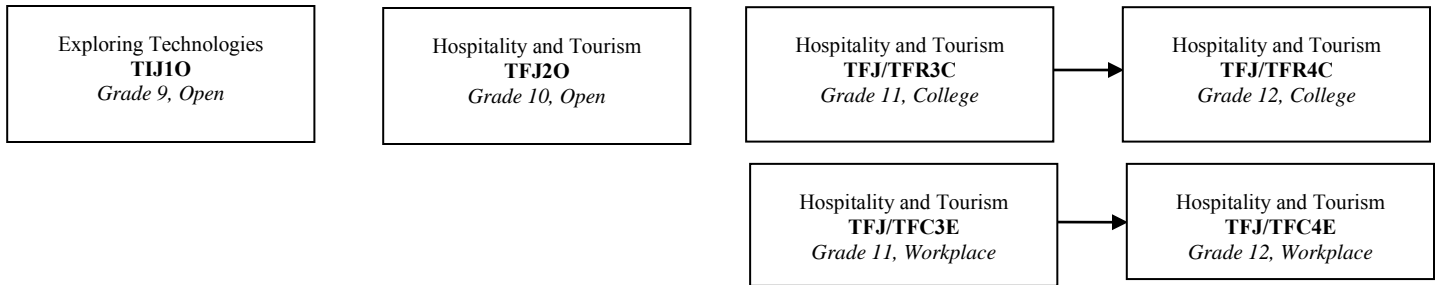 Exploring Technologies
TIJ1O
Grade 9, Open
Hospitality and Tourism
TFJ2O
Grade 10, Open
Hospitality and Tourism
TFJ/TFR3C
Grade 11, College
Hospitality and Tourism
TFJ/TFR4C
Grade 12, College
Hospitality and Tourism
TFJ/TFC3E
Grade 11, Workplace
Hospitality and Tourism
TFJ/TFC4E
Grade 12, Workplace